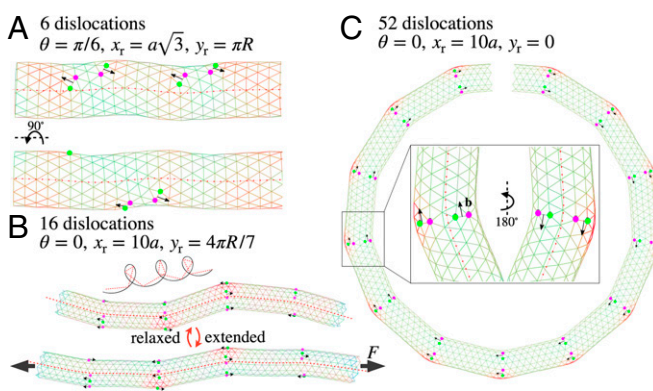 A
6 dislocations
θ = π/6, x_r = a√3, y_r = πR
90°
B
16 dislocations
θ = 0, x_r = 10a, y_r = 4πR/7
relaxed
extended
F
C
52 dislocations
θ = 0, x_r = 10a, y_r = 0
b
180°